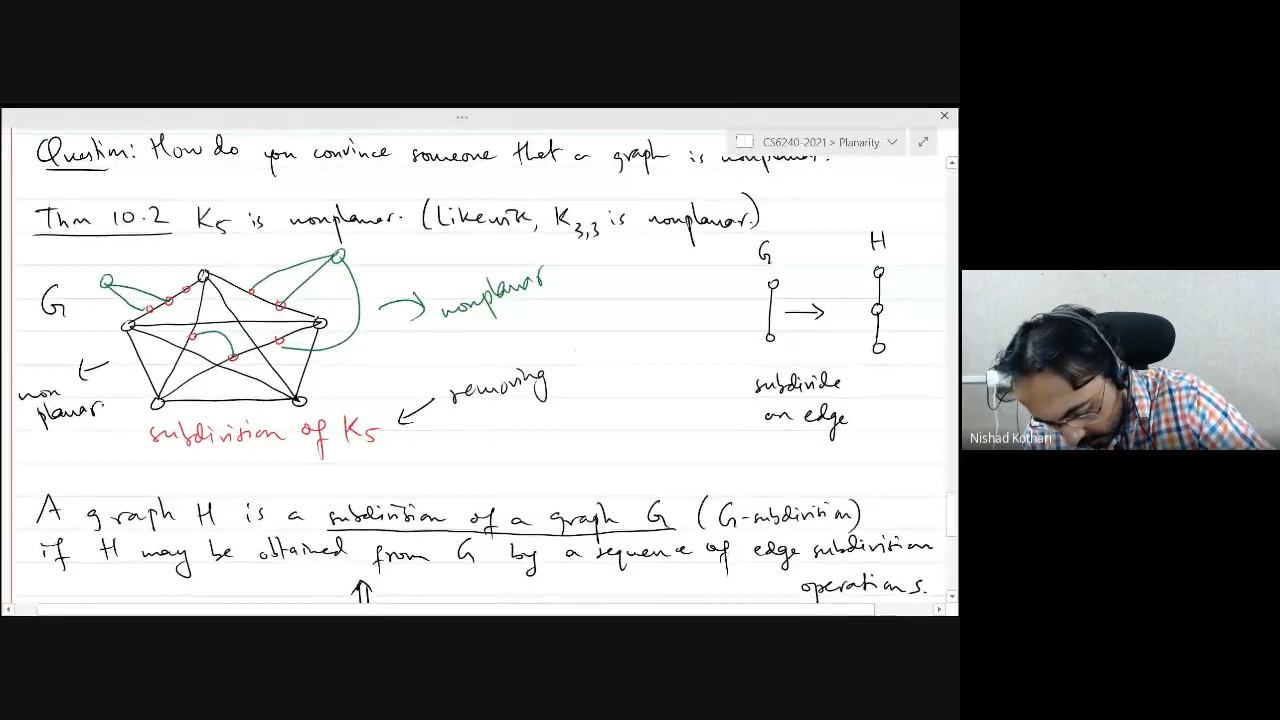 CS6240-2021 > Planarity
Question: How do you convince someone that a graph is nonplanar.
Thm 10.2 K5 is nonplanar. (Likewise, K3,3 is nonplanar.)
G H
G
nonplanar
non
planar.
removing
subdivide
an edge
subdivision of K5
Nishad Kothari
A graph H is a subdivision of a graph G (G-subdivision)
if H may be obtained from G by a sequence of edge subdivision
operations.